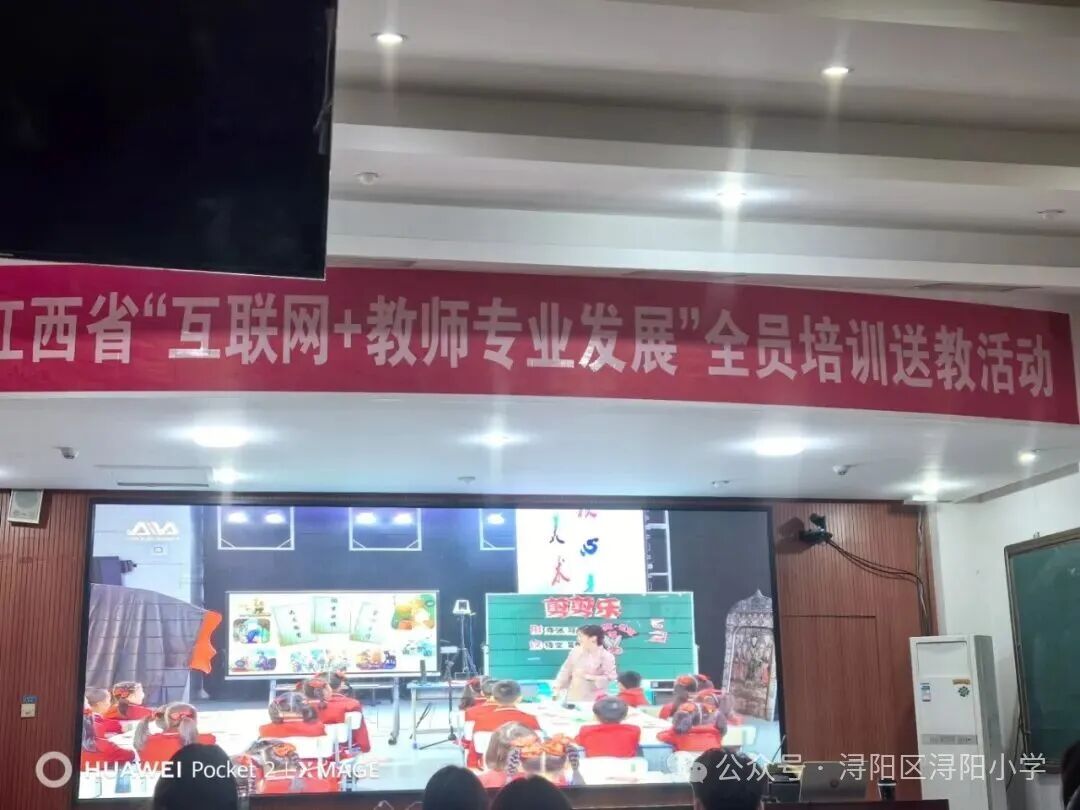 江西省“互联网+教师专业发展”全员培训送教活动
剪剪乐
HUAWEI Pocket 2 | XMAGE
公众号 · 浔阳区浔阳小学